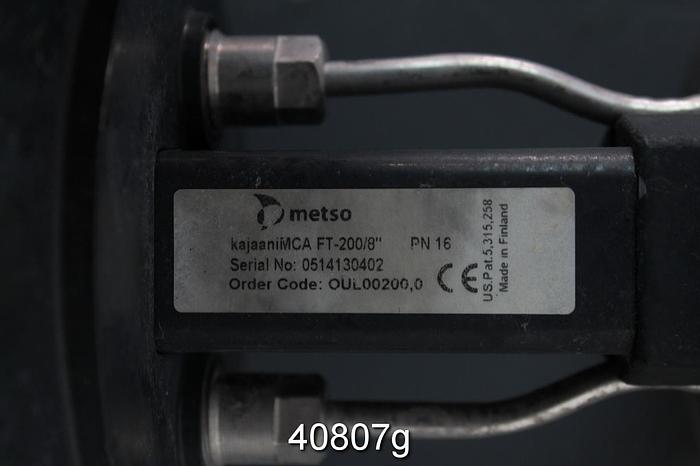 metso
kajaaniMCA FT-200/8" PN 16
Serial No: 0514130402
Order Code: OUL00200,0
CE
U.S.Pat.5,315,258
Made in Finland
40807g